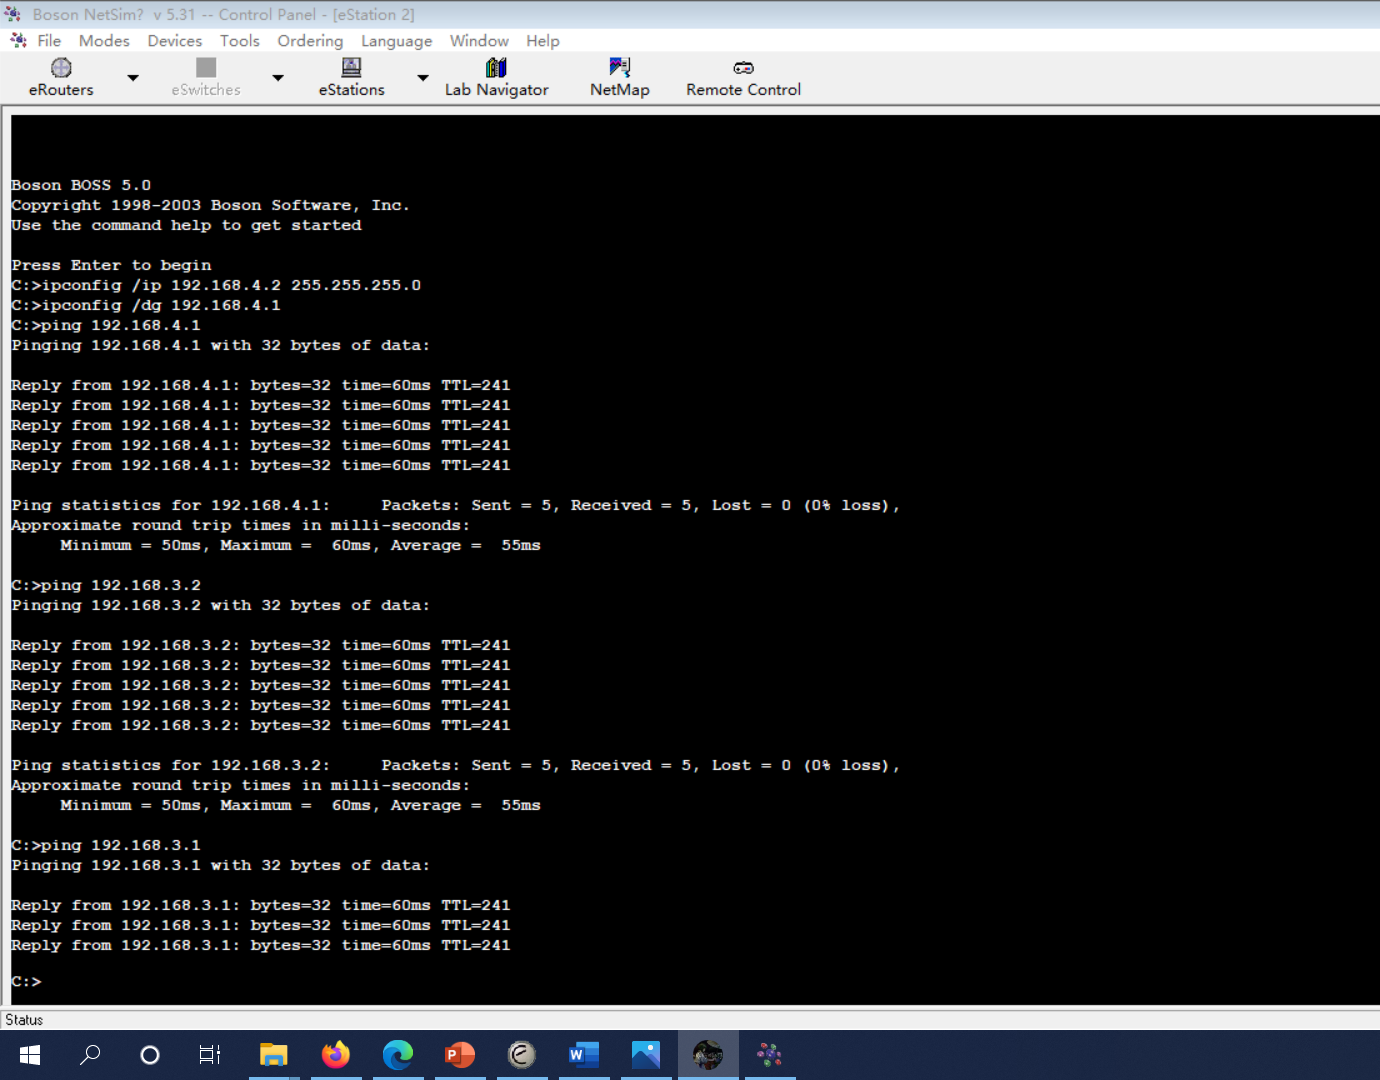 Boson NetSim? v 5.31 -- Control Panel - [eStation 2]
File Modes Devices Tools Ordering Language Window Help
eRouters eSwitches eStations Lab Navigator NetMap Remote Control
Boson BOSS 5.0
Copyright 1998-2003 Boson Software, Inc.
Use the command help to get started
Press Enter to begin
C:>ipconfig /ip 192.168.4.2 255.255.255.0
C:>ipconfig /dg 192.168.4.1
C:>ping 192.168.4.1
Pinging 192.168.4.1 with 32 bytes of data:
Reply from 192.168.4.1: bytes=32 time=60ms TTL=241
Reply from 192.168.4.1: bytes=32 time=60ms TTL=241
Reply from 192.168.4.1: bytes=32 time=60ms TTL=241
Reply from 192.168.4.1: bytes=32 time=60ms TTL=241
Reply from 192.168.4.1: bytes=32 time=60ms TTL=241
Ping statistics for 192.168.4.1:     Packets: Sent = 5, Received = 5, Lost = 0 (0% loss),
Approximate round trip times in milli-seconds:
     Minimum = 50ms, Maximum =  60ms, Average =  55ms
C:>ping 192.168.3.2
Pinging 192.168.3.2 with 32 bytes of data:
Reply from 192.168.3.2: bytes=32 time=60ms TTL=241
Reply from 192.168.3.2: bytes=32 time=60ms TTL=241
Reply from 192.168.3.2: bytes=32 time=60ms TTL=241
Reply from 192.168.3.2: bytes=32 time=60ms TTL=241
Reply from 192.168.3.2: bytes=32 time=60ms TTL=241
Ping statistics for 192.168.3.2:     Packets: Sent = 5, Received = 5, Lost = 0 (0% loss),
Approximate round trip times in milli-seconds:
     Minimum = 50ms, Maximum =  60ms, Average =  55ms
C:>ping 192.168.3.1
Pinging 192.168.3.1 with 32 bytes of data:
Reply from 192.168.3.1: bytes=32 time=60ms TTL=241
Reply from 192.168.3.1: bytes=32 time=60ms TTL=241
Reply from 192.168.3.1: bytes=32 time=60ms TTL=241
C:>
Status